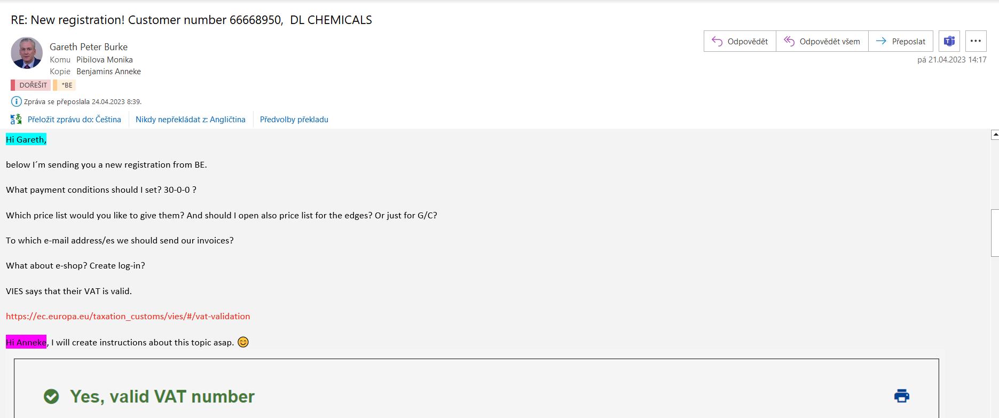 RE: New registration! Customer number 66668950,  DL CHEMICALS
Gareth Peter Burke
Komu Pibilova Monika
Kopie Benjamins Anneke
Odpovědět
Odpovědět všem
Přeposlat
pá 21.04.2023 14:17
DOŘEŠIT *BE
Zpráva se přeposlala 24.04.2023 8:39.
Přeložit zprávu do: Čeština
Nikdy nepřekládat z: Angličtina
Předvolby překladu
Hi Gareth,
below I´m sending you a new registration from BE.
What payment conditions should I set? 30-0-0 ?
Which price list would you like to give them? And should I open also price list for the edges? Or just for G/C?
To which e-mail address/es we should send our invoices?
What about e-shop? Create log-in?
VIES says that their VAT is valid.
https://ec.europa.eu/taxation_customs/vies/#/vat-validation
Hi Anneke, I will create instructions about this topic asap. 😊
Yes, valid VAT number